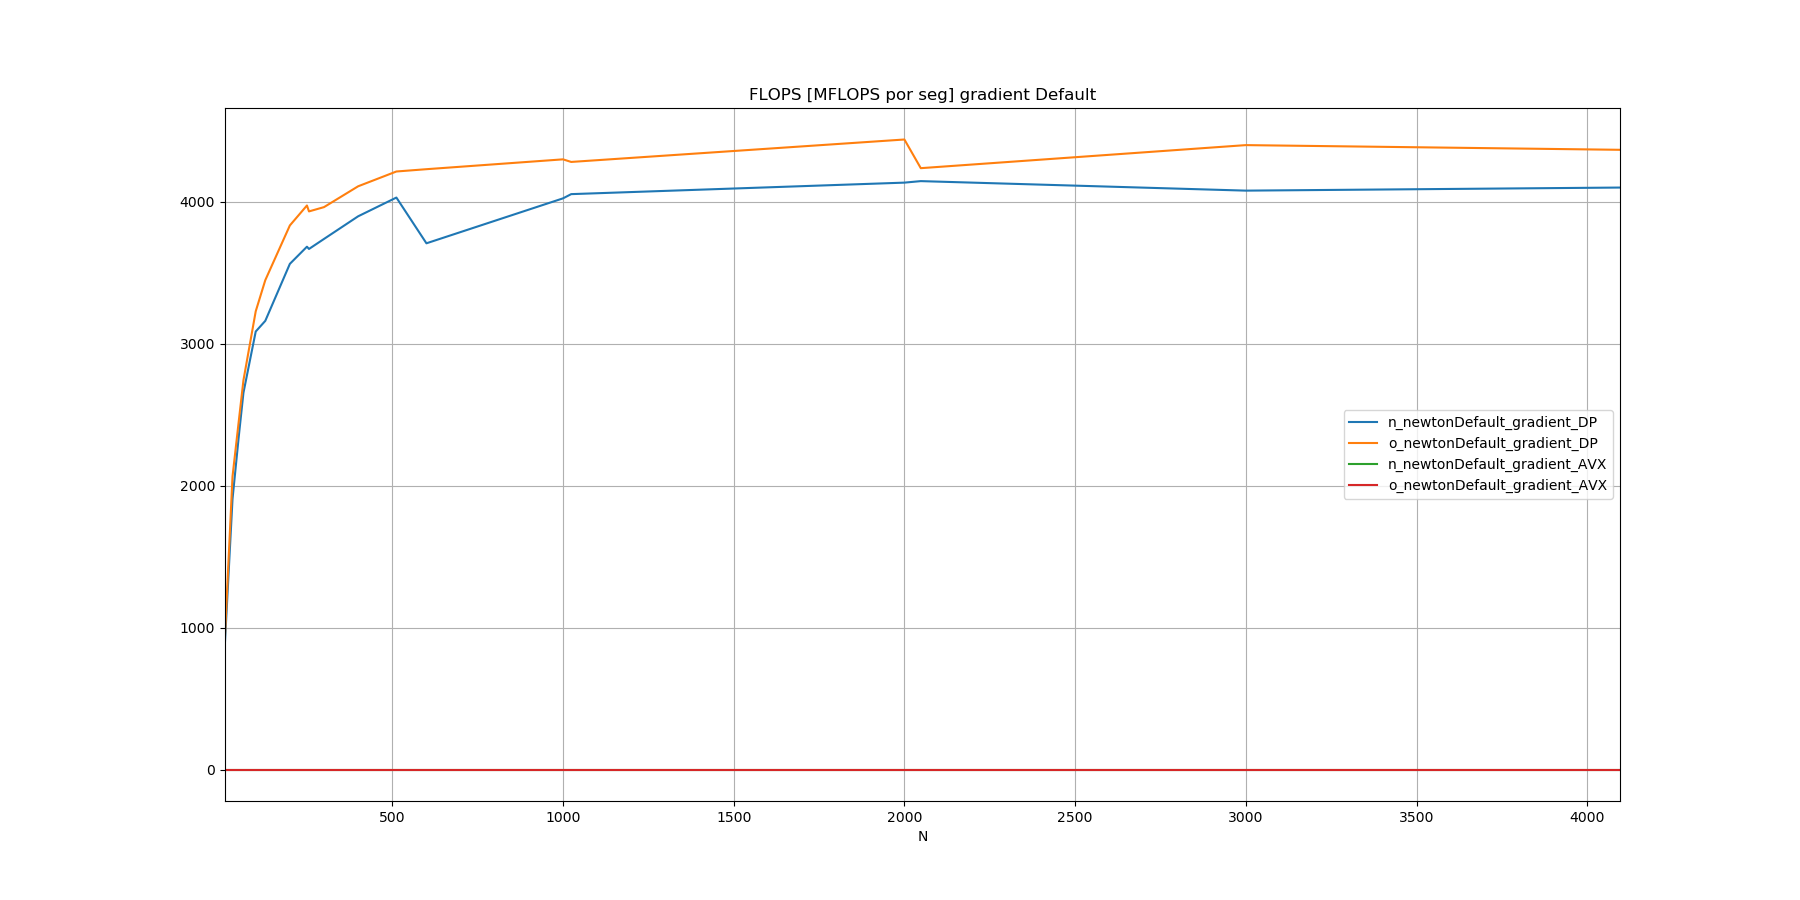 FLOPS [MFLOPS por seg] gradient Default
4000
3000
2000
1000
0
n_newtonDefault_gradient_DP
o_newtonDefault_gradient_DP
n_newtonDefault_gradient_AVX
o_newtonDefault_gradient_AVX
500 1000 1500 2000 2500 3000 3500 4000
N